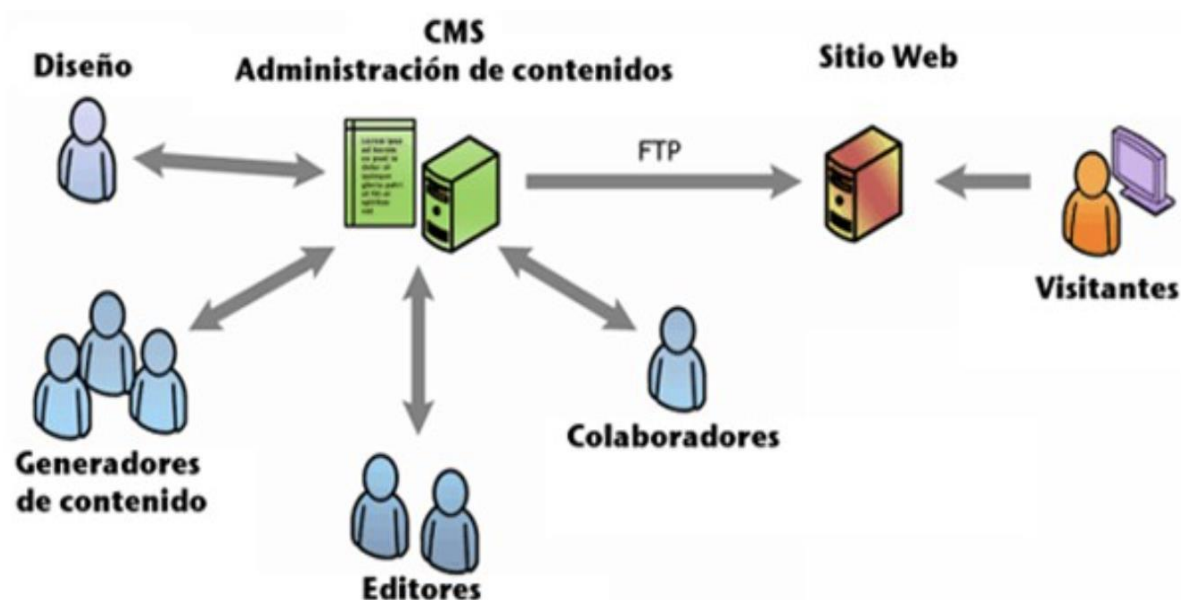 CMS
Diseño
Administración de contenidos
Sitio Web
FTP
Visitantes
Colaboradores
Generadores
de contenido
Editores